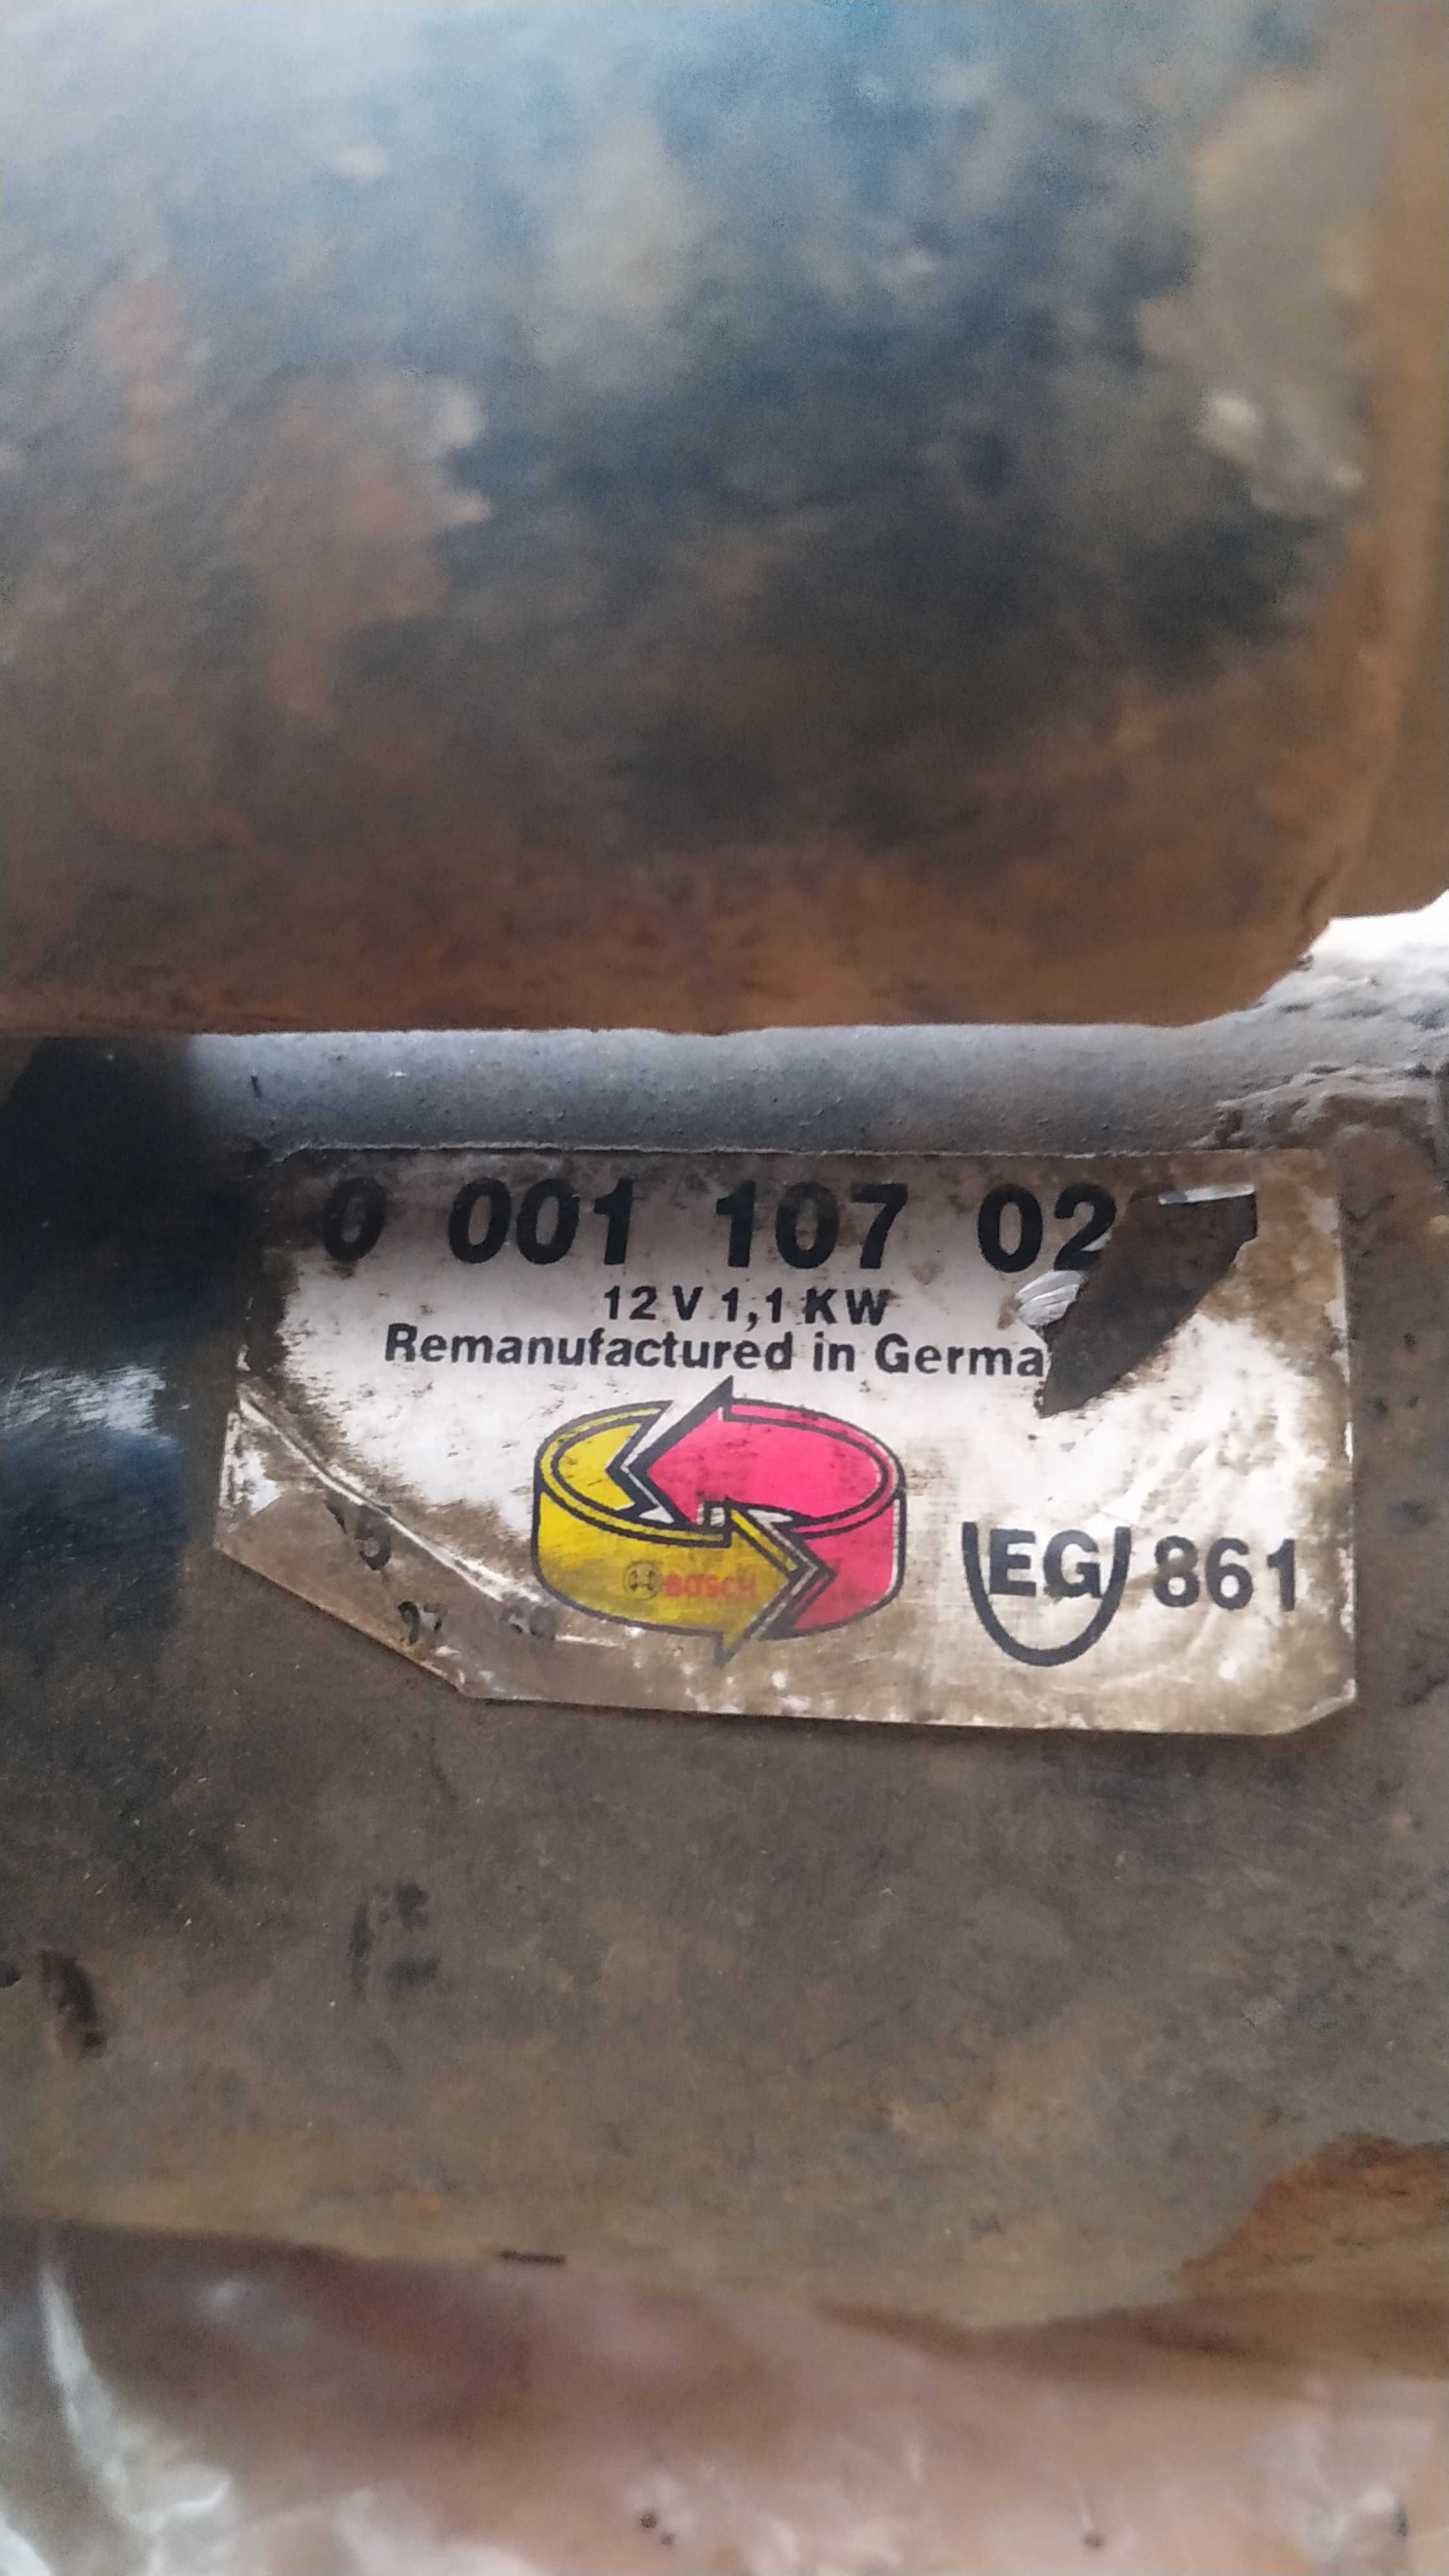 0 001 107 02
12 V 1,1 KW
Remanufactured in Germa
BOSCH
EG 861